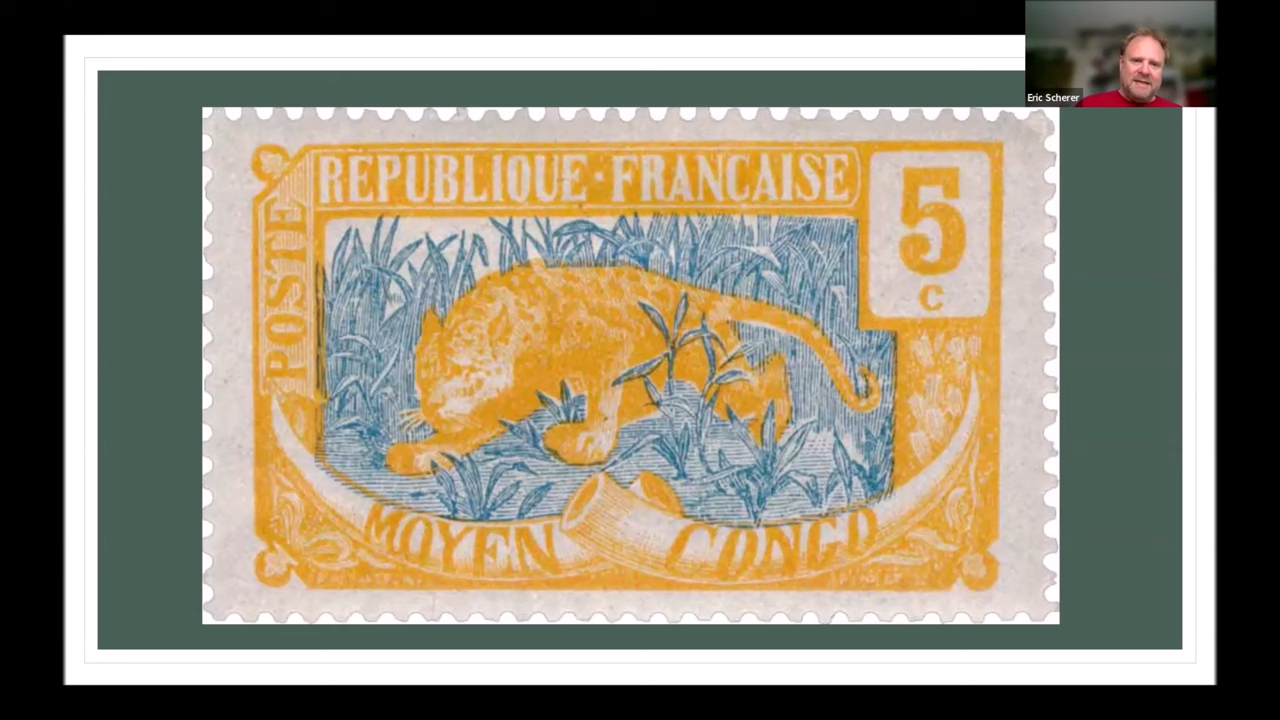 Eric Scherer
REPUBLIQUE·FRANCAISE
5
c
POSTE
MOYEN CONGO